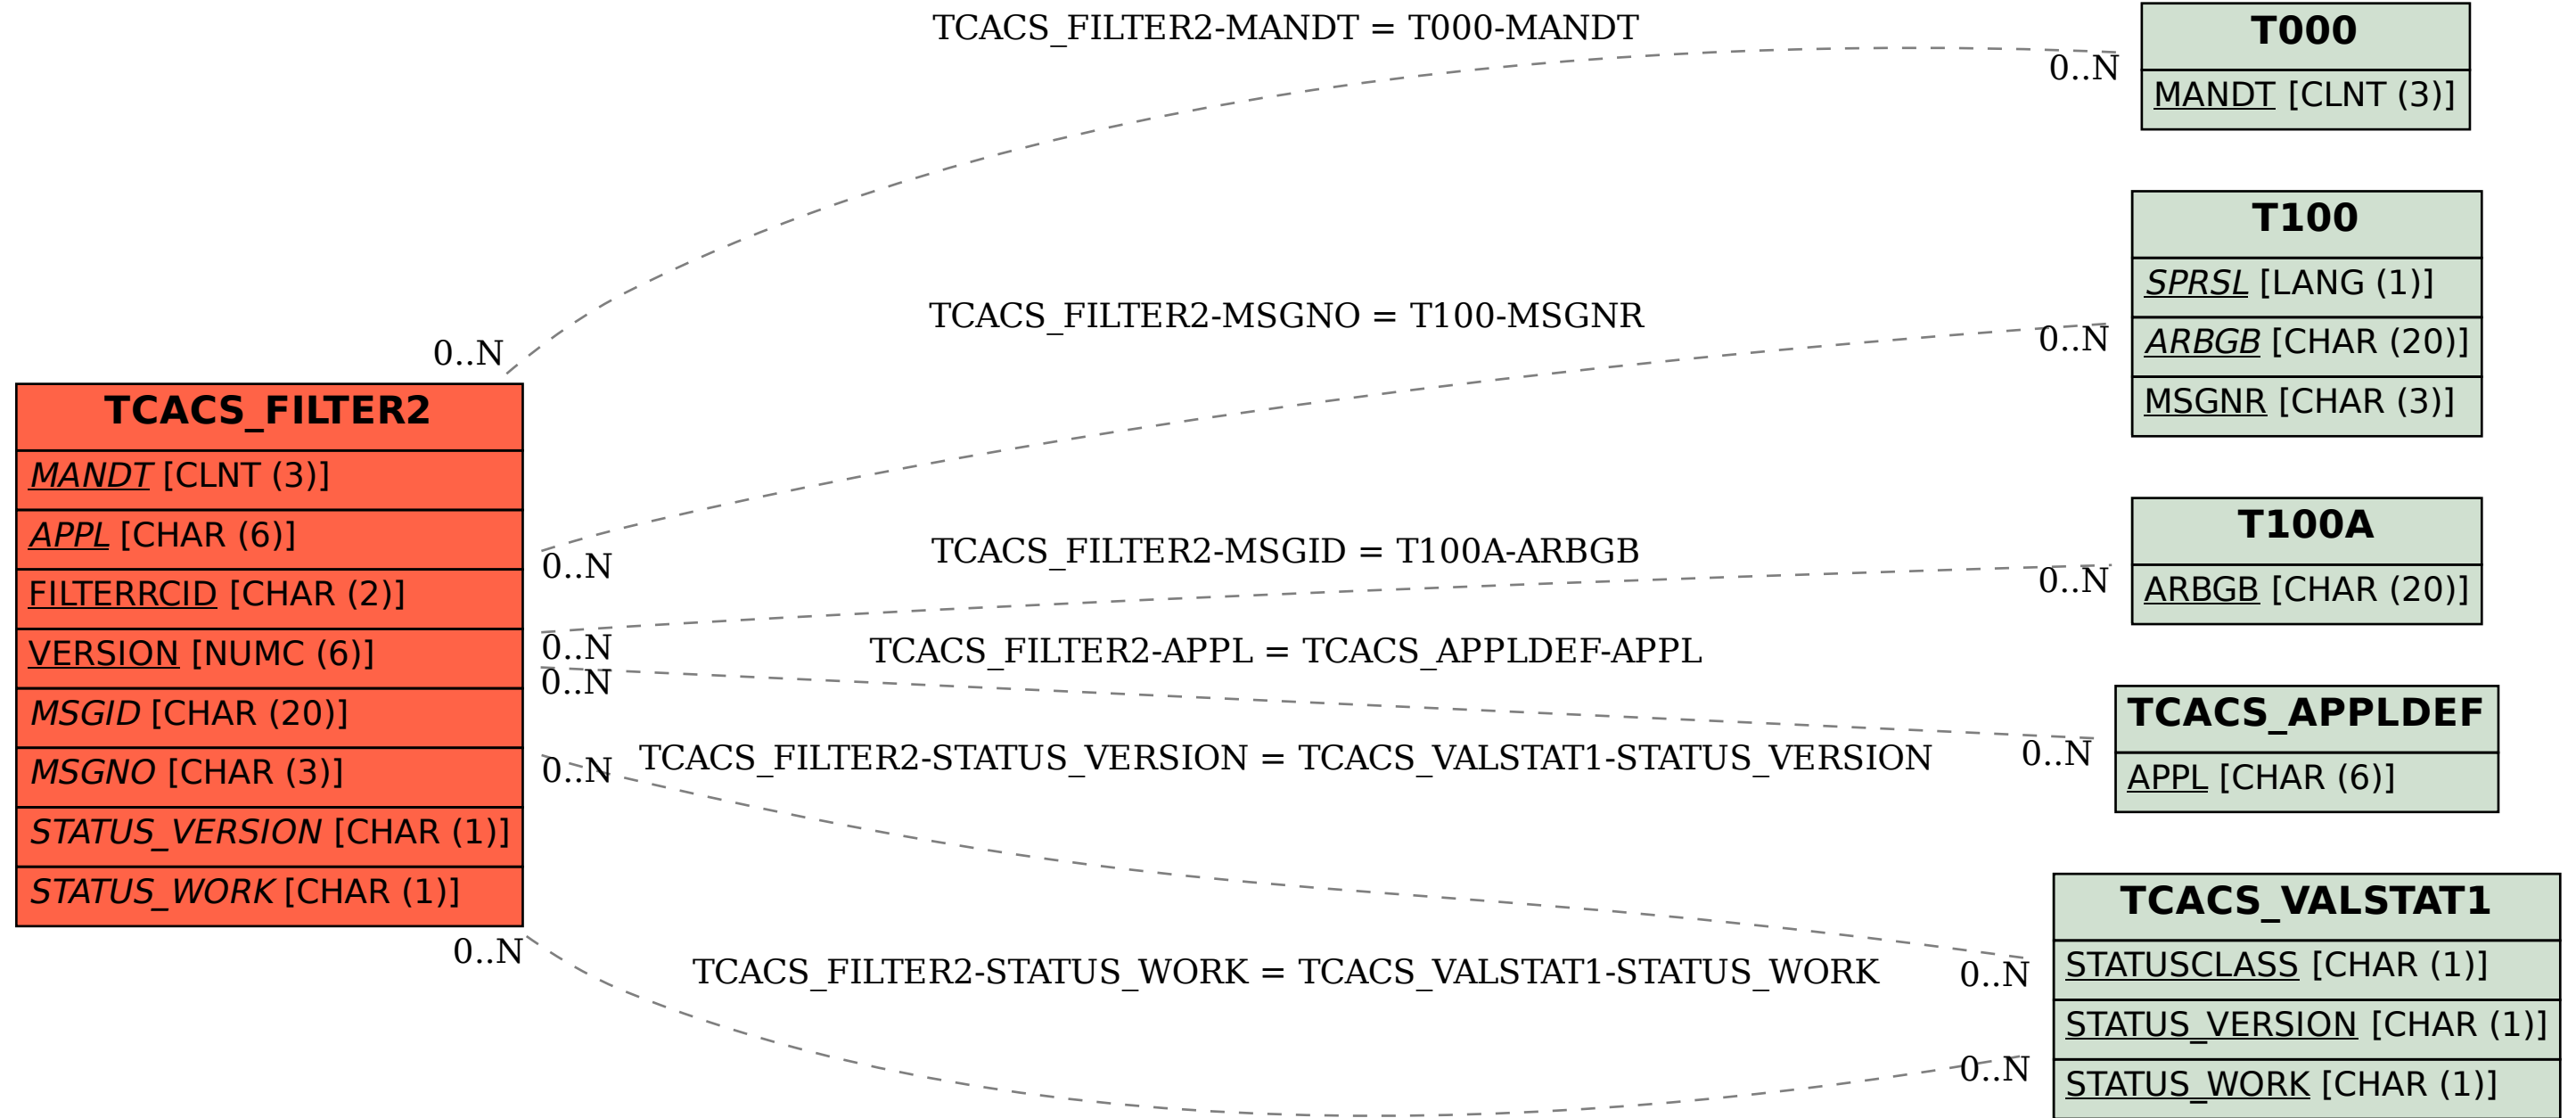 TCACS_FILTER2-MANDT = T000-MANDT
T000
0..N
MANDT [CLNT (3)]
T100
SPRSL [LANG (1)]
TCACS_FILTER2-MSGNO = T100-MSGNR
0..N
ARBGB [CHAR (20)]
MSGNR [CHAR (3)]
0..N
TCACS_FILTER2
MANDT [CLNT (3)]
APPL [CHAR (6)]
FILTERRCID [CHAR (2)]
VERSION [NUMC (6)]
MSGID [CHAR (20)]
MSGNO [CHAR (3)]
STATUS_VERSION [CHAR (1)]
STATUS_WORK [CHAR (1)]
0..N
TCACS_FILTER2-MSGID = T100A-ARBGB
0..N
T100A
ARBGB [CHAR (20)]
0..N
TCACS_FILTER2-APPL = TCACS_APPLDEF-APPL
0..N
TCACS_APPLDEF
APPL [CHAR (6)]
0..N
TCACS_FILTER2-STATUS_VERSION = TCACS_VALSTAT1-STATUS_VERSION
0..N
TCACS_VALSTAT1
STATUSCLASS [CHAR (1)]
STATUS_VERSION [CHAR (1)]
STATUS_WORK [CHAR (1)]
0..N
TCACS_FILTER2-STATUS_WORK = TCACS_VALSTAT1-STATUS_WORK
0..N
0..N